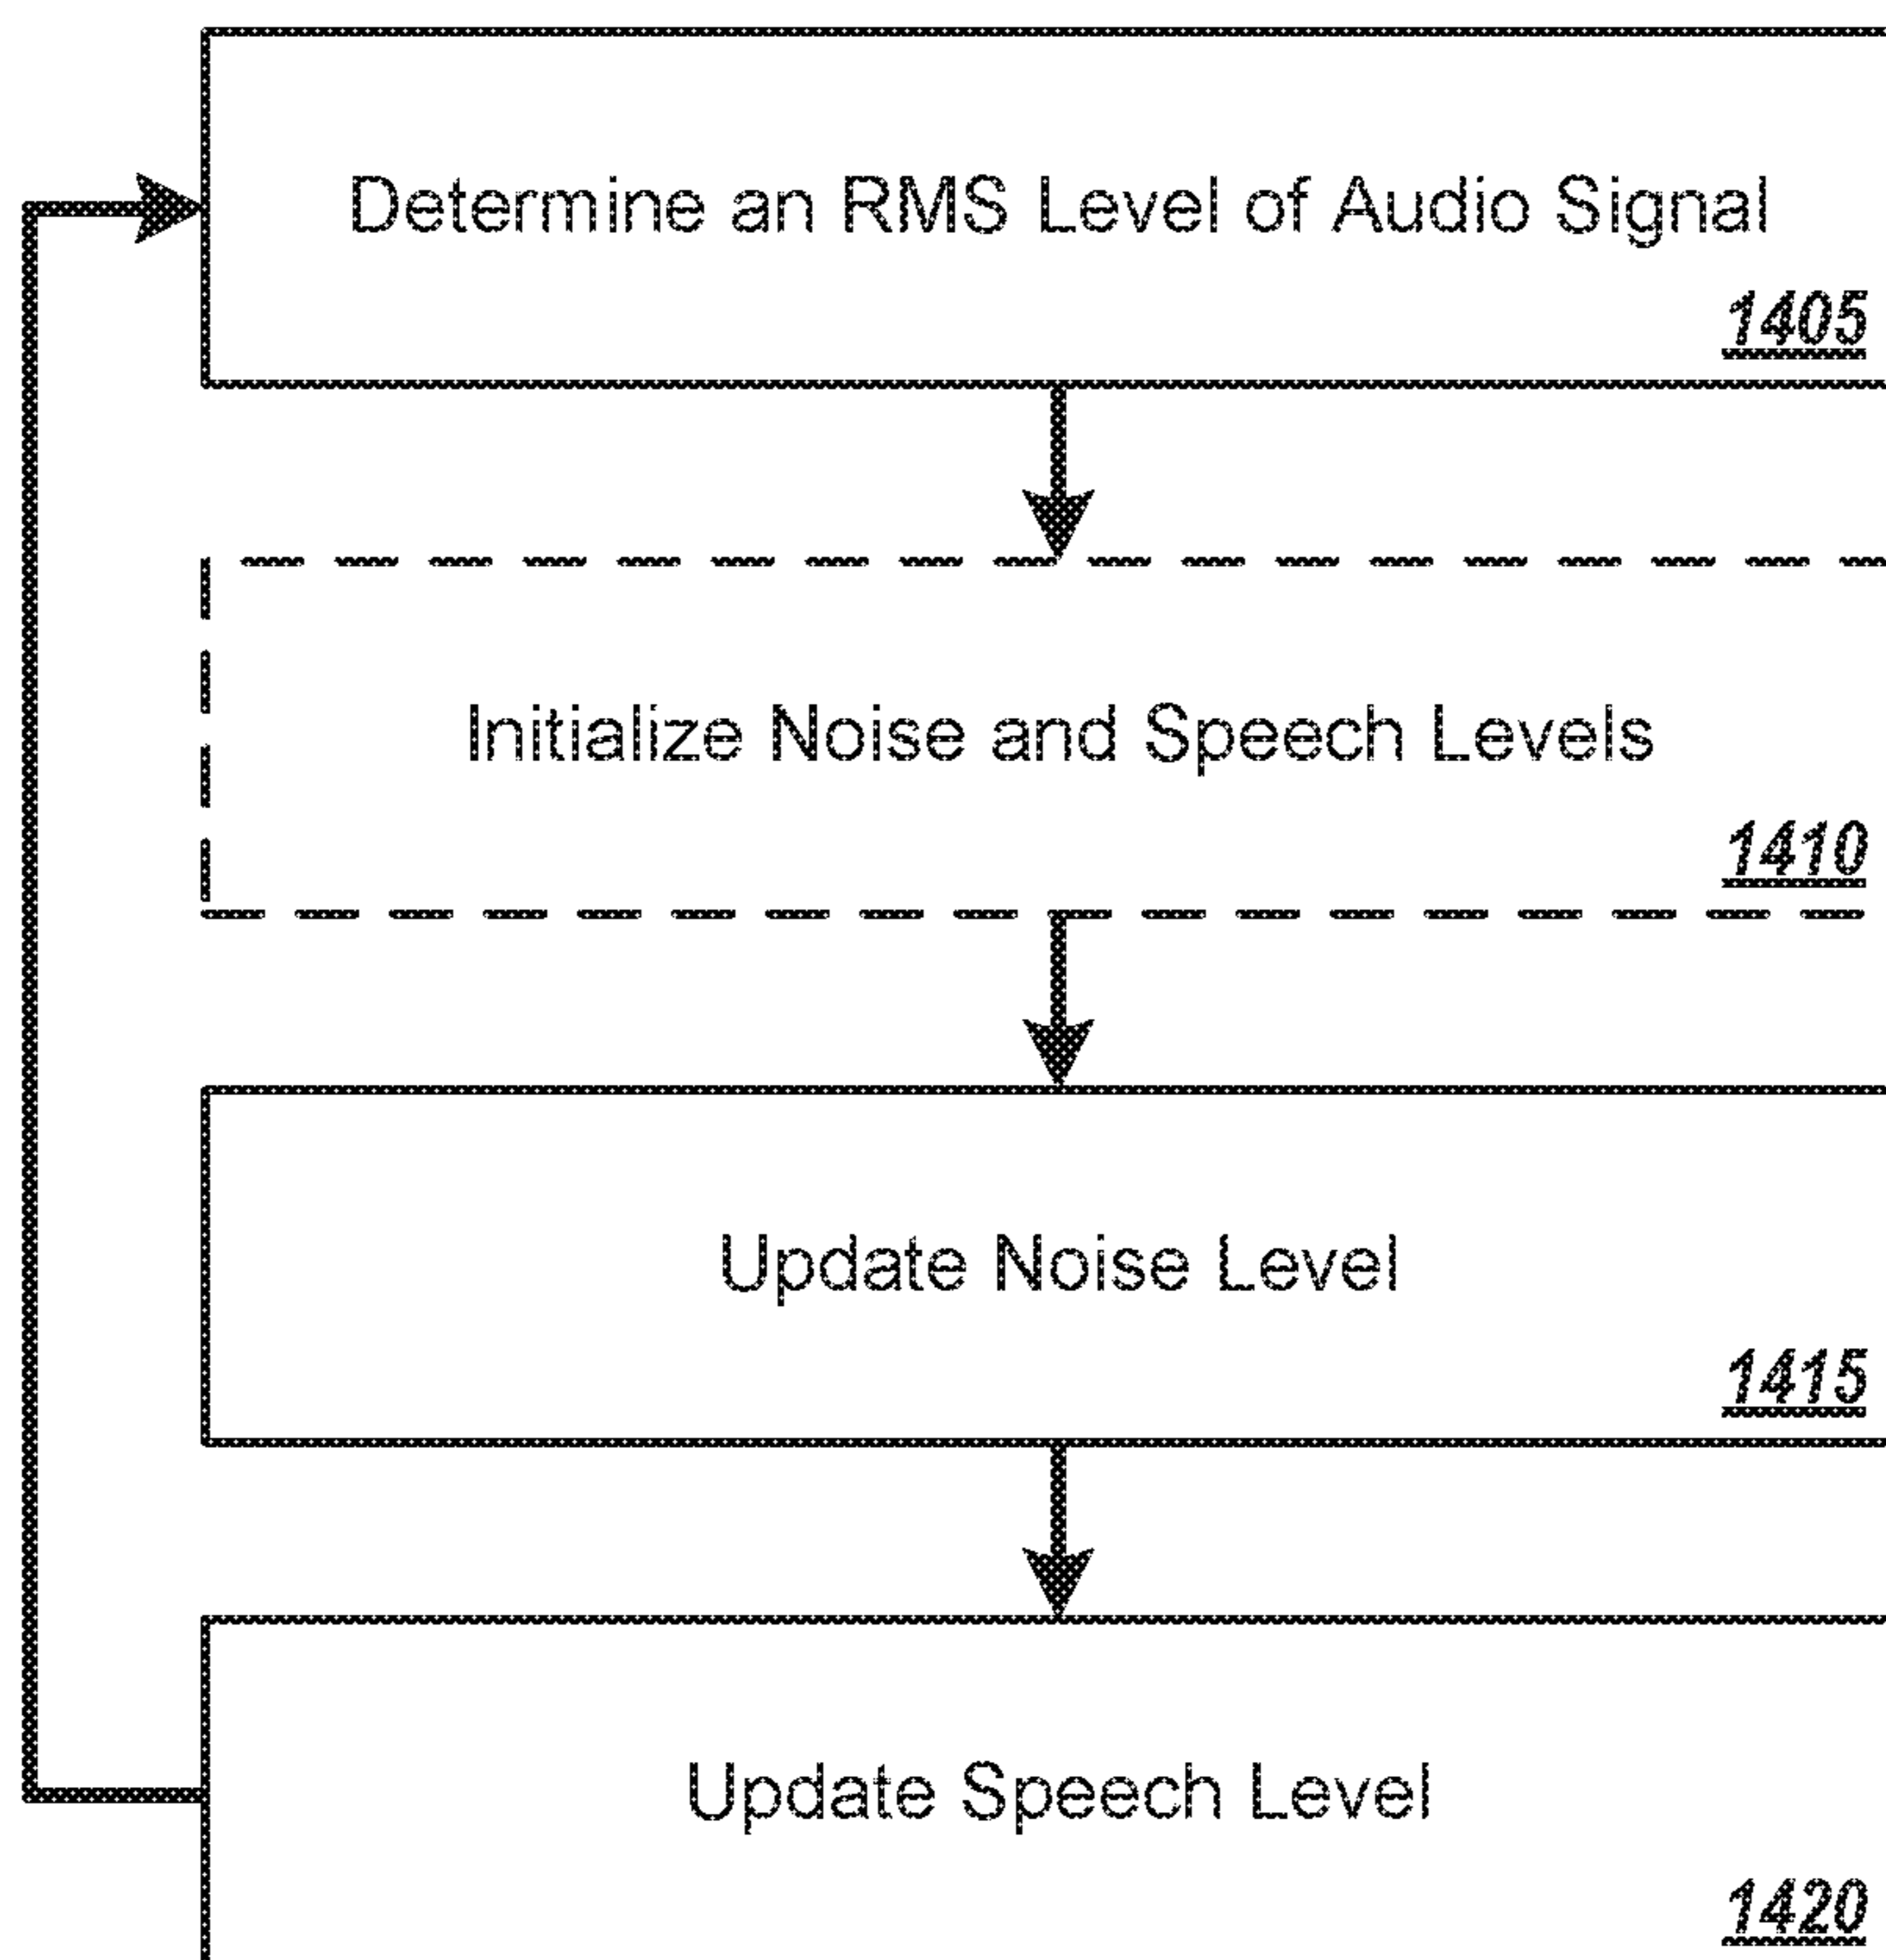 Determine an RMS Level of Audio Signal
1405
Initialize Noise and Speech Levels
1410
Update Noise Level
1415
Update Speech Level
1420